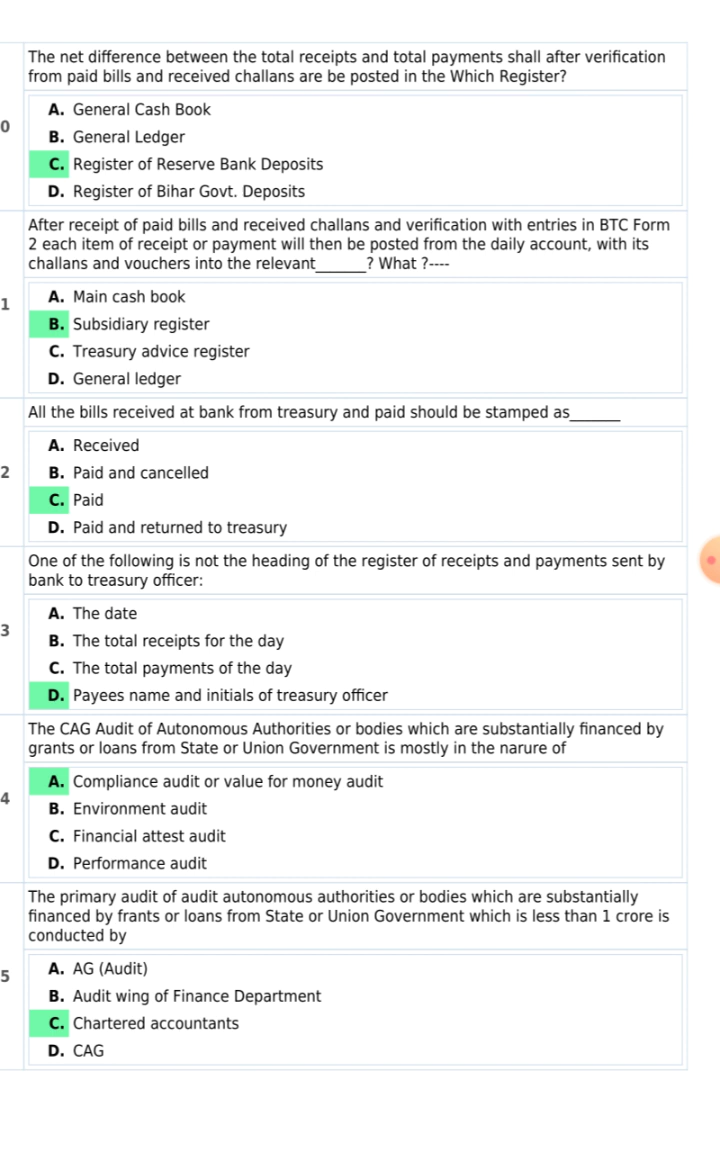 The net difference between the total receipts and total payments shall after verification
from paid bills and received challans are be posted in the Which Register?
0
A. General Cash Book
B. General Ledger
C. Register of Reserve Bank Deposits
D. Register of Bihar Govt. Deposits
After receipt of paid bills and received challans and verification with entries in BTC Form
2 each item of receipt or payment will then be posted from the daily account, with its
challans and vouchers into the relevant______? What ?----
1
A. Main cash book
B. Subsidiary register
C. Treasury advice register
D. General ledger
All the bills received at bank from treasury and paid should be stamped as______
2
A. Received
B. Paid and cancelled
C. Paid
D. Paid and returned to treasury
One of the following is not the heading of the register of receipts and payments sent by
bank to treasury officer:
3
A. The date
B. The total receipts for the day
C. The total payments of the day
D. Payees name and initials of treasury officer
The CAG Audit of Autonomous Authorities or bodies which are substantially financed by
grants or loans from State or Union Government is mostly in the narure of
4
A. Compliance audit or value for money audit
B. Environment audit
C. Financial attest audit
D. Performance audit
The primary audit of audit autonomous authorities or bodies which are substantially
financed by frants or loans from State or Union Government which is less than 1 crore is
conducted by
5
A. AG (Audit)
B. Audit wing of Finance Department
C. Chartered accountants
D. CAG